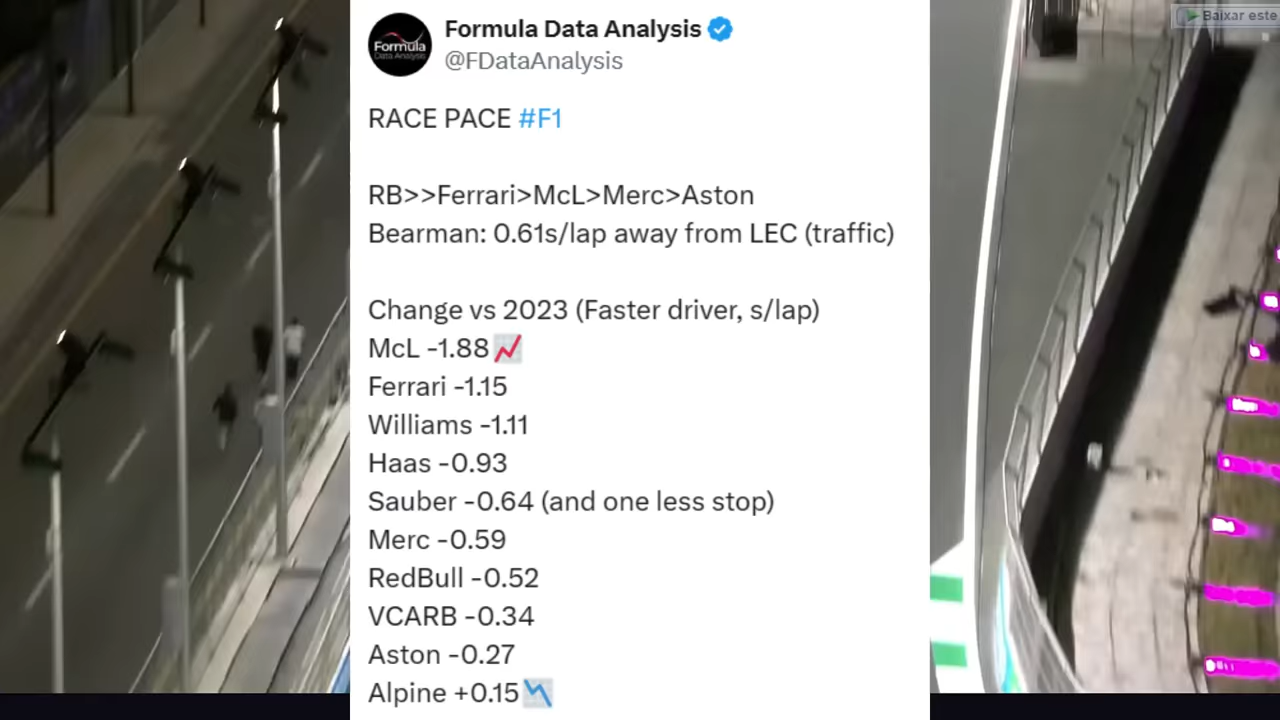 Formula Data Analysis
@FDataAnalysis
Formula
Data Analysis
RACE PACE #F1
RB>>Ferrari>McL>Merc>Aston
Bearman: 0.61s/lap away from LEC (traffic)
Change vs 2023 (Faster driver, s/lap)
McL -1.88
Ferrari -1.15
Williams -1.11
Haas -0.93
Sauber -0.64 (and one less stop)
Merc -0.59
RedBull -0.52
VCARB -0.34
Aston -0.27
Alpine +0.15
Baixar este